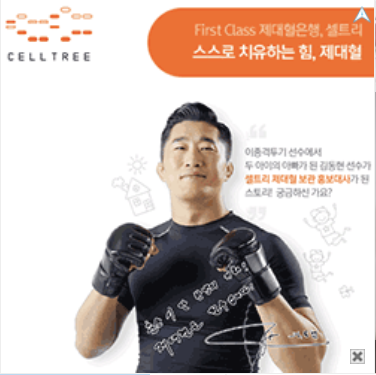 CELLTREE
First Class 제대혈은행, 셀트리
스스로 치유하는 힘, 제대혈
이종격투기 선수에서
두 아이의 아빠가 된 김동현 선수가
셀트리 제대혈 보관 홍보대사가 된
스토리! 궁금하신 가요?